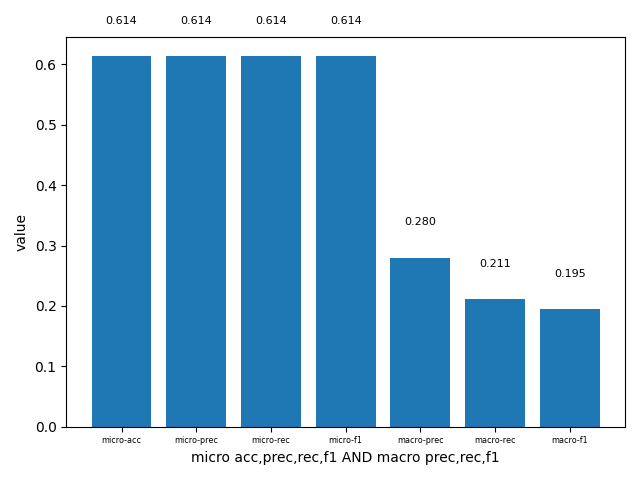 0.614 0.614 0.614 0.614
0.6
0.5
0.4
0.3
0.2
0.1
0.0
value
0.280
0.211
0.195
micro-acc micro-prec micro-rec micro-f1 macro-prec macro-rec macro-f1
micro acc,prec,rec,f1 AND macro prec,rec,f1